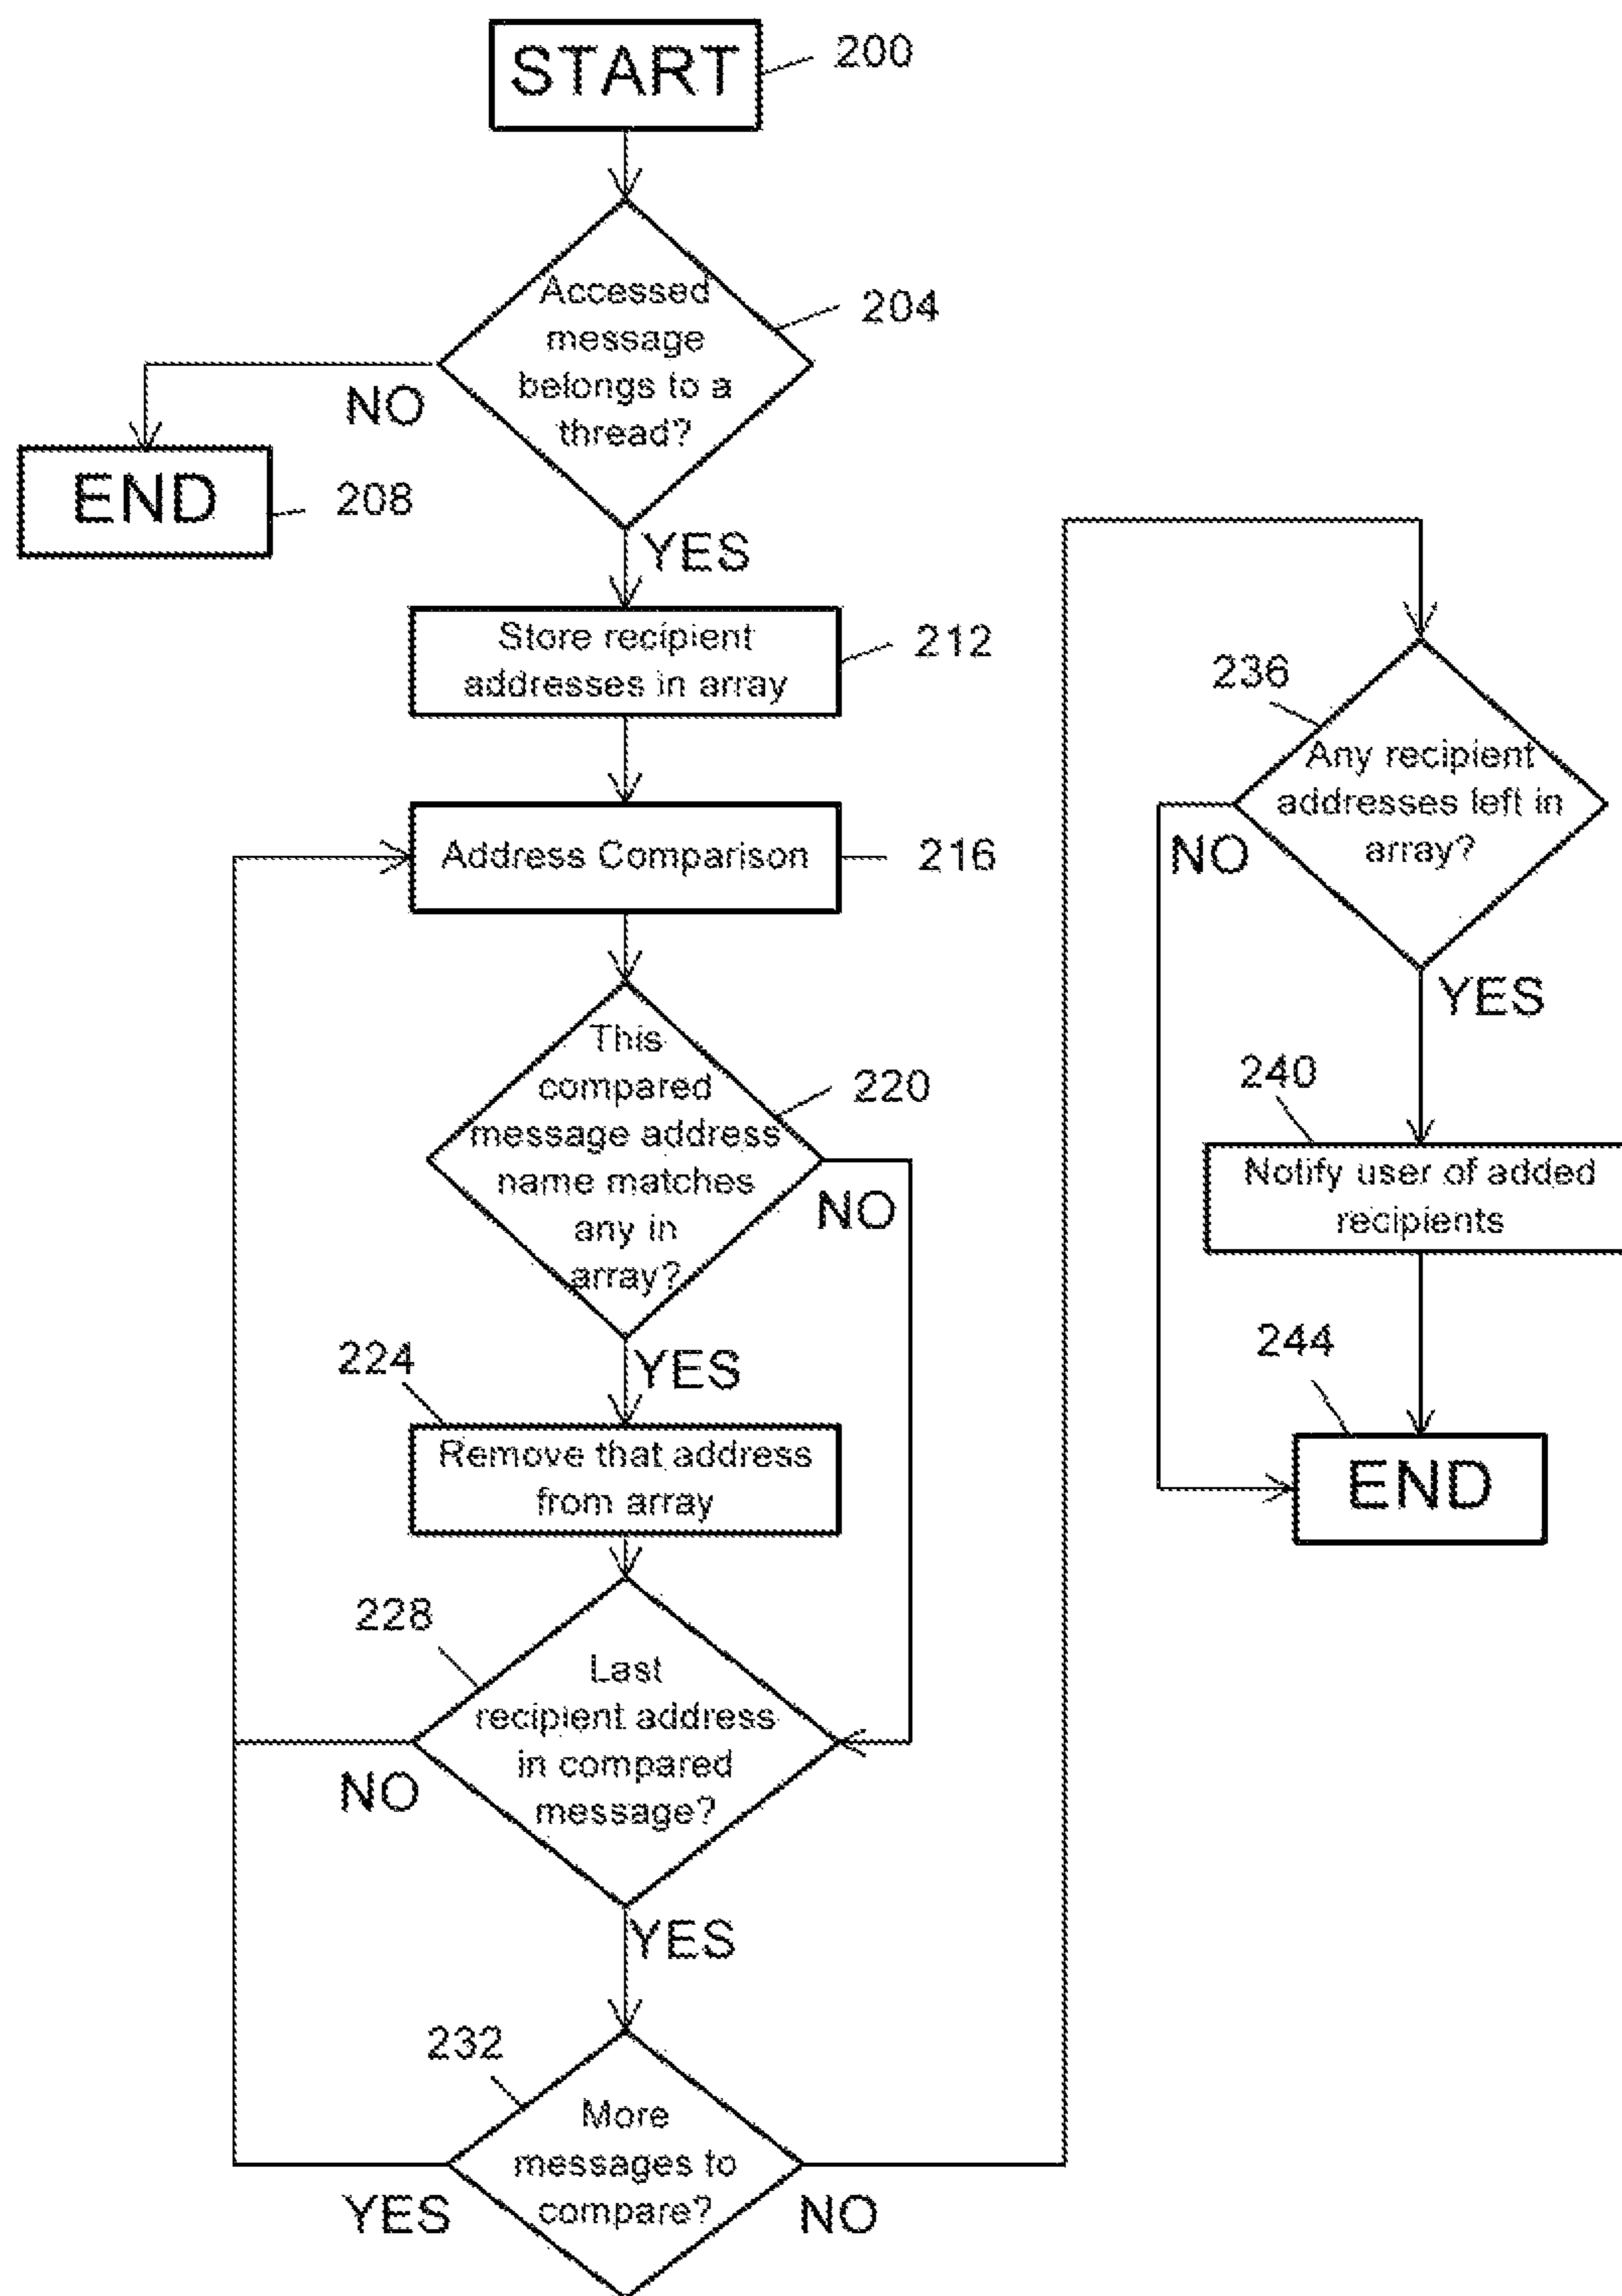 START
200
Accessed
message
belongs to a
thread?
204
NO
END
208
YES
Store recipient
addresses in array
212
Address Comparison
216
This
compared
message address
name matches
any in
array?
220
NO
YES
224
Remove that address
from array
228
Last
recipient address
in compared
message?
NO
YES
232
More
messages to
compare?
YES
NO
236
Any recipient
addresses left in
array?
NO
YES
240
Notify user of added
recipients
244
END